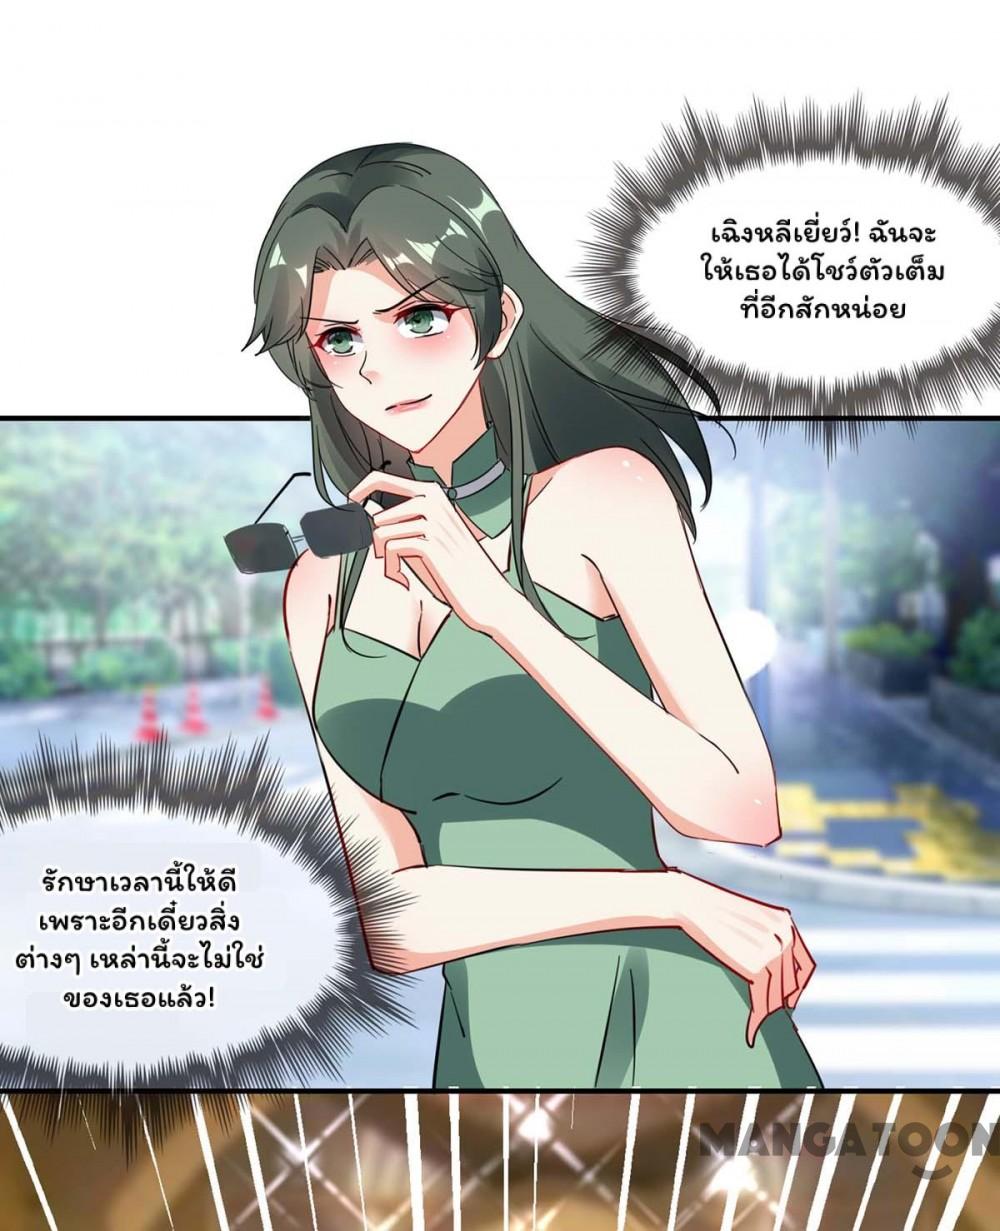 เฉิงหลีเยี่ยว์! ฉันจะ
ให้เธอได้โชว์ตัวเต็ม
ที่อีกสักหน่อย
รักษาเวลานี้ให้ดี
เพราะอีกเดี๋ยวสิ่ง
ต่างๆ เหล่านี้จะไม่ใช่
ของเธอแล้ว!
MANGATOON